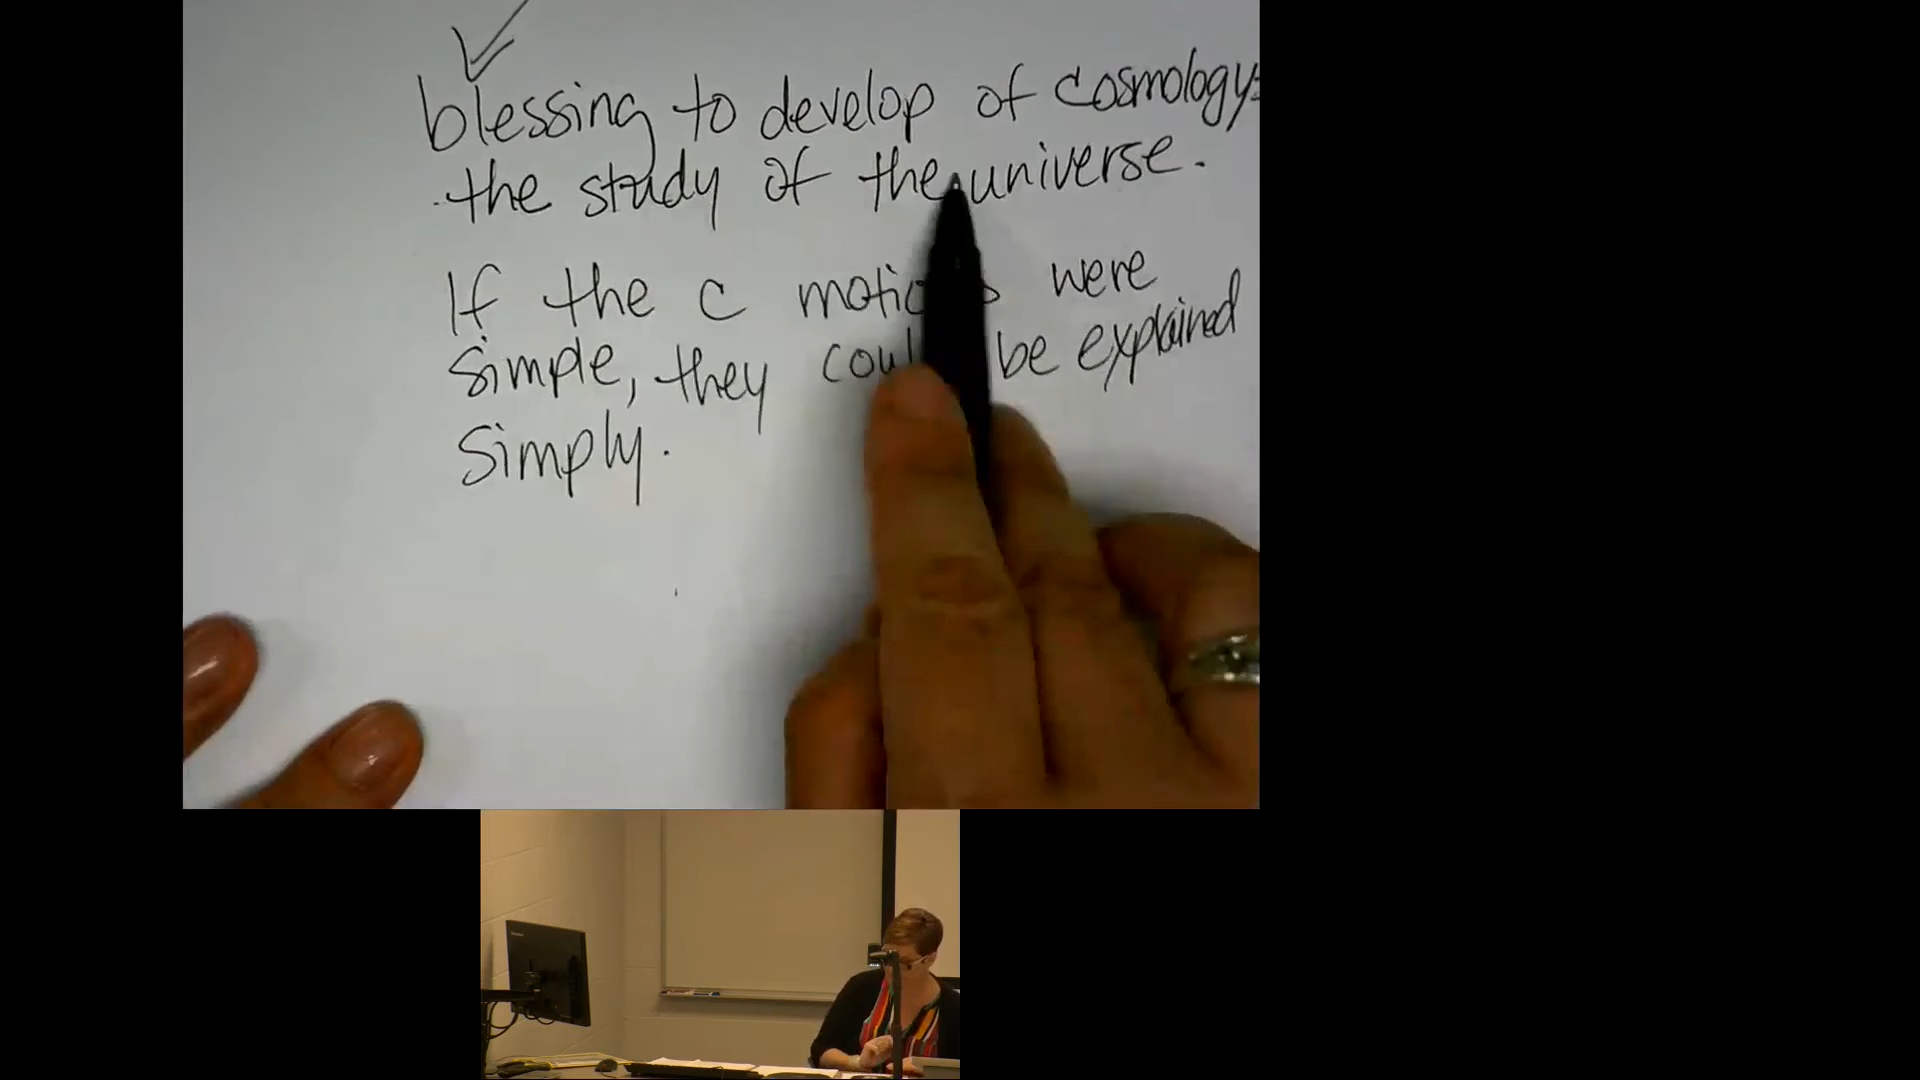 blessing to develop of cosmology:
the study of the universe.
If the c were
simple, they be explained
simply.